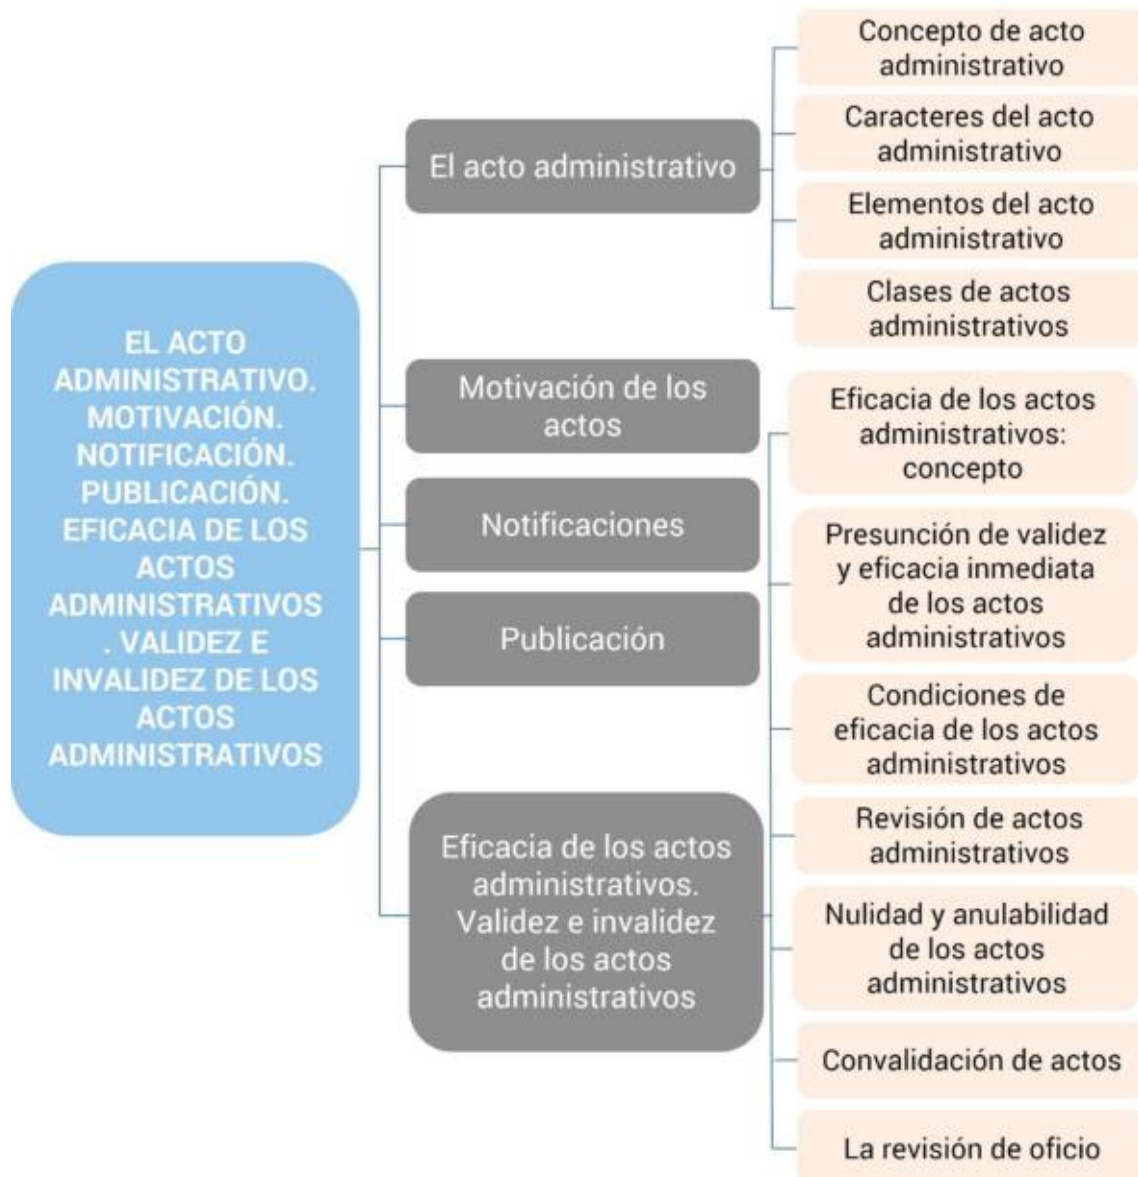 EL ACTO
ADMINISTRATIVO.
MOTIVACIÓN.
NOTIFICACIÓN.
PUBLICACIÓN.
EFICACIA DE LOS
ACTOS
ADMINISTRATIVOS
. VALIDEZ E
INVALIDEZ DE LOS
ACTOS
ADMINISTRATIVOS
El acto administrativo
Concepto de acto
administrativo
Caracteres del acto
administrativo
Elementos del acto
administrativo
Clases de actos
administrativos
Motivación de los
actos
Notificaciones
Publicación
Eficacia de los actos
administrativos.
Validez e invalidez
de los actos
administrativos
Eficacia de los actos
administrativos:
concepto
Presunción de validez
y eficacia inmediata
de los actos
administrativos
Condiciones de
eficacia de los actos
administrativos
Revisión de actos
administrativos
Nulidad y anulabilidad
de los actos
administrativos
Convalidación de actos
La revisión de oficio